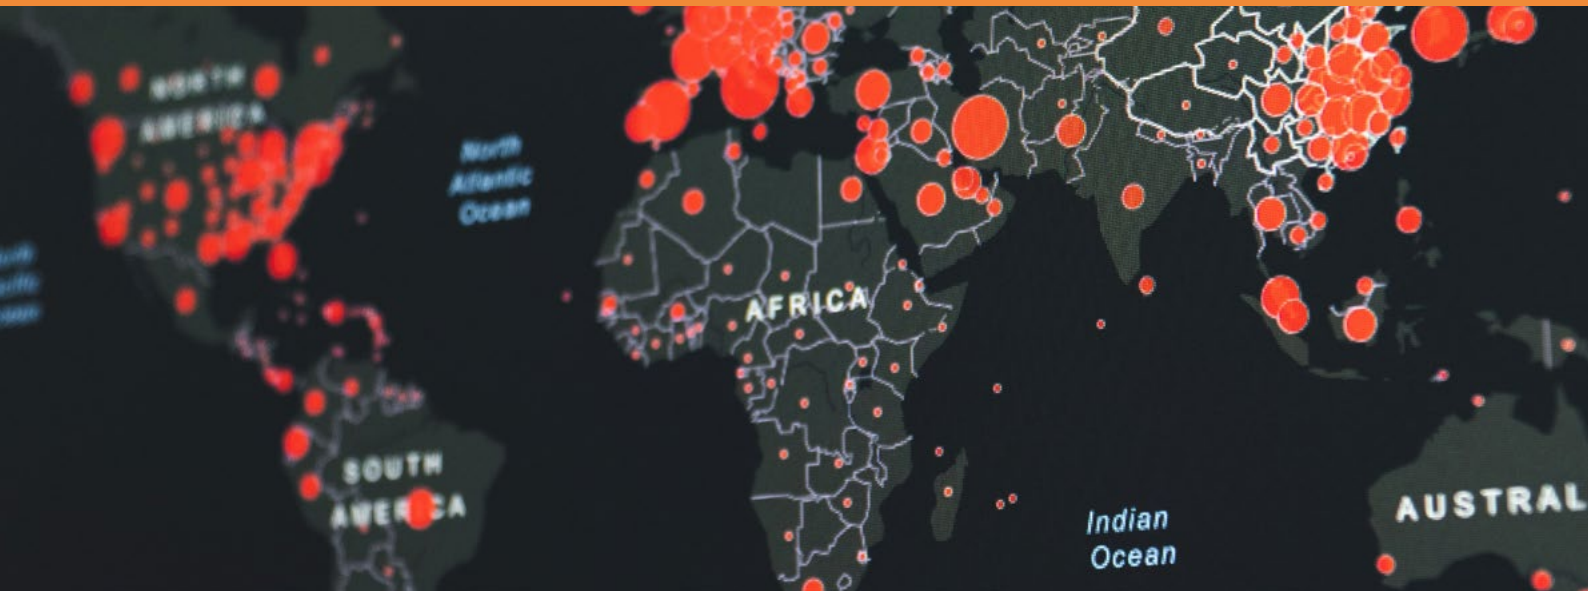 NORTH
AMERICA
North
Atlantic
Ocean
AFRICA
SOUTH
AMERICA
Indian
Ocean
AUSTRAL